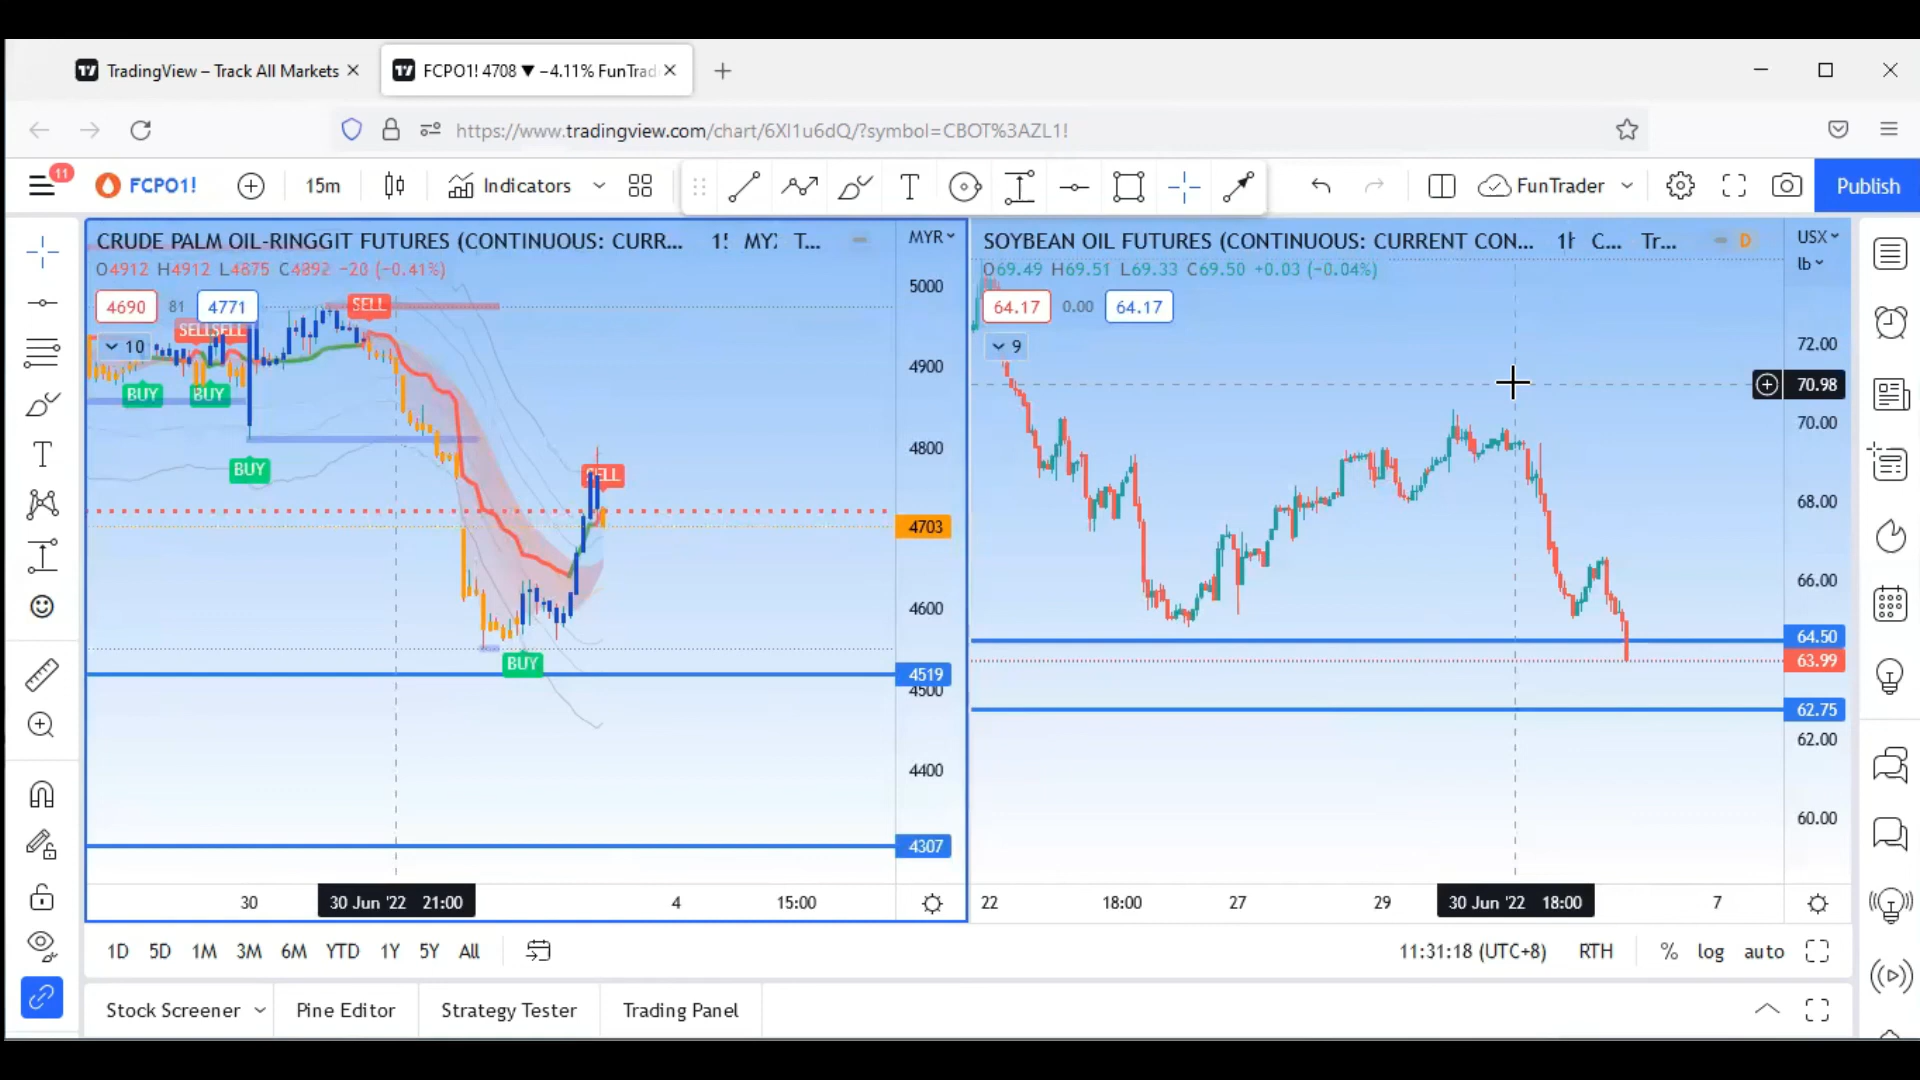 TradingView – Track All Markets
FCPO1! 4708 ▼ −4.11% FunTrad
https://www.tradingview.com/chart/6Xl1u6dQ/?symbol=CBOT%3AZL1!
11
FCPO1!
15m
Indicators
FunTrader
Publish
CRUDE PALM OIL-RINGGIT FUTURES (CONTINUOUS: CURR... 1! MY: T...
MYR
O4912 H4912 L4875 C4892 −20 (−0.41%)
4690 81 4771
10
SELL
SELLSELL
BUY
BUY
BUY
SELL
BUY
5000
4900
4800
4703
4600
4519
4500
4400
4307
30
30 Jun '22 21:00
4
15:00
SOYBEAN OIL FUTURES (CONTINUOUS: CURRENT CON... 1h C... Tr...
D
USX
lb
O69.49 H69.51 L69.33 C69.50 +0.03 (−0.04%)
64.17 0.00 64.17
9
72.00
70.98
70.00
68.00
66.00
64.50
63.99
62.75
62.00
60.00
22
18:00
27
29
30 Jun '22 18:00
7
1D 5D 1M 3M 6M YTD 1Y 5Y All
11:31:18 (UTC+8) RTH % log auto
Stock Screener Pine Editor Strategy Tester Trading Panel